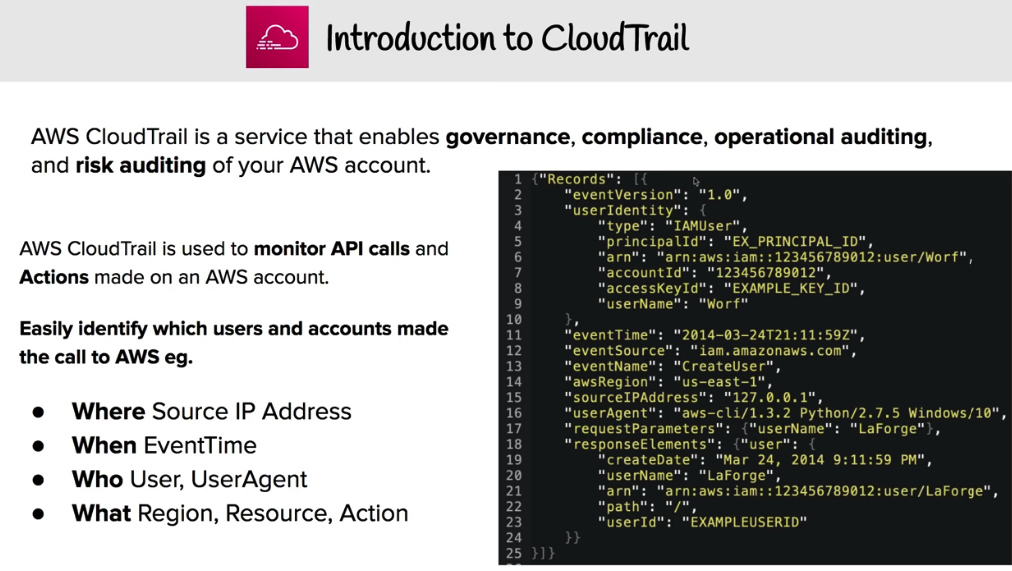 Introduction to CloudTrail
AWS CloudTrail is a service that enables governance, compliance, operational auditing,
and risk auditing of your AWS account.
AWS CloudTrail is used to monitor API calls and
Actions made on an AWS account.
Easily identify which users and accounts made
the call to AWS eg.
● Where Source IP Address
● When EventTime
● Who User, UserAgent
● What Region, Resource, Action
1 {"Records": [{
2 "eventVersion": "1.0",
3 "userIdentity": {
4 "type": "IAMUser",
5 "principalId": "EX_PRINCIPAL_ID",
6 "arn": "arn:aws:iam::123456789012:user/Worf",
7 "accountId": "123456789012",
8 "accessKeyId": "EXAMPLE_KEY_ID",
9 "userName": "Worf"
10 },
11 "eventTime": "2014-03-24T21:11:59Z",
12 "eventSource": "iam.amazonaws.com",
13 "eventName": "CreateUser",
14 "awsRegion": "us-east-1",
15 "sourceIPAddress": "127.0.0.1",
16 "userAgent": "aws-cli/1.3.2 Python/2.7.5 Windows/10",
17 "requestParameters": {"userName": "LaForge"},
18 "responseElements": {"user": {
19 "createDate": "Mar 24, 2014 9:11:59 PM",
20 "userName": "LaForge",
21 "arn": "arn:aws:iam::123456789012:user/LaForge",
22 "path": "/",
23 "userId": "EXAMPLEUSERID"
24 }}
25 }]}